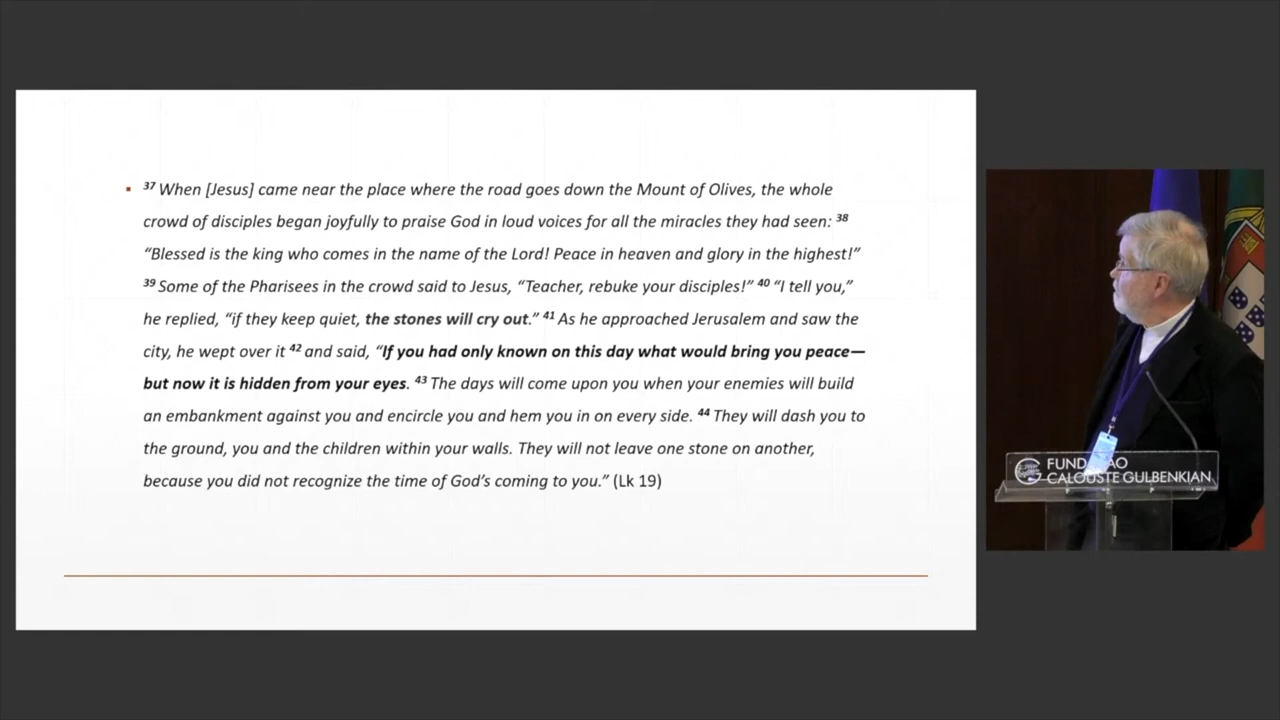 ▪ ³⁷ When [Jesus] came near the place where the road goes down the Mount of Olives, the whole
crowd of disciples began joyfully to praise God in loud voices for all the miracles they had seen: ³⁸
“Blessed is the king who comes in the name of the Lord! Peace in heaven and glory in the highest!”
³⁹ Some of the Pharisees in the crowd said to Jesus, “Teacher, rebuke your disciples!” ⁴⁰ “I tell you,”
he replied, “if they keep quiet, the stones will cry out.” ⁴¹ As he approached Jerusalem and saw the
city, he wept over it ⁴² and said, “If you had only known on this day what would bring you peace—
but now it is hidden from your eyes. ⁴³ The days will come upon you when your enemies will build
an embankment against you and encircle you and hem you in on every side. ⁴⁴ They will dash you to
the ground, you and the children within your walls. They will not leave one stone on another,
because you did not recognize the time of God’s coming to you.” (Lk 19)
CALOUSTE GULBENKIAN